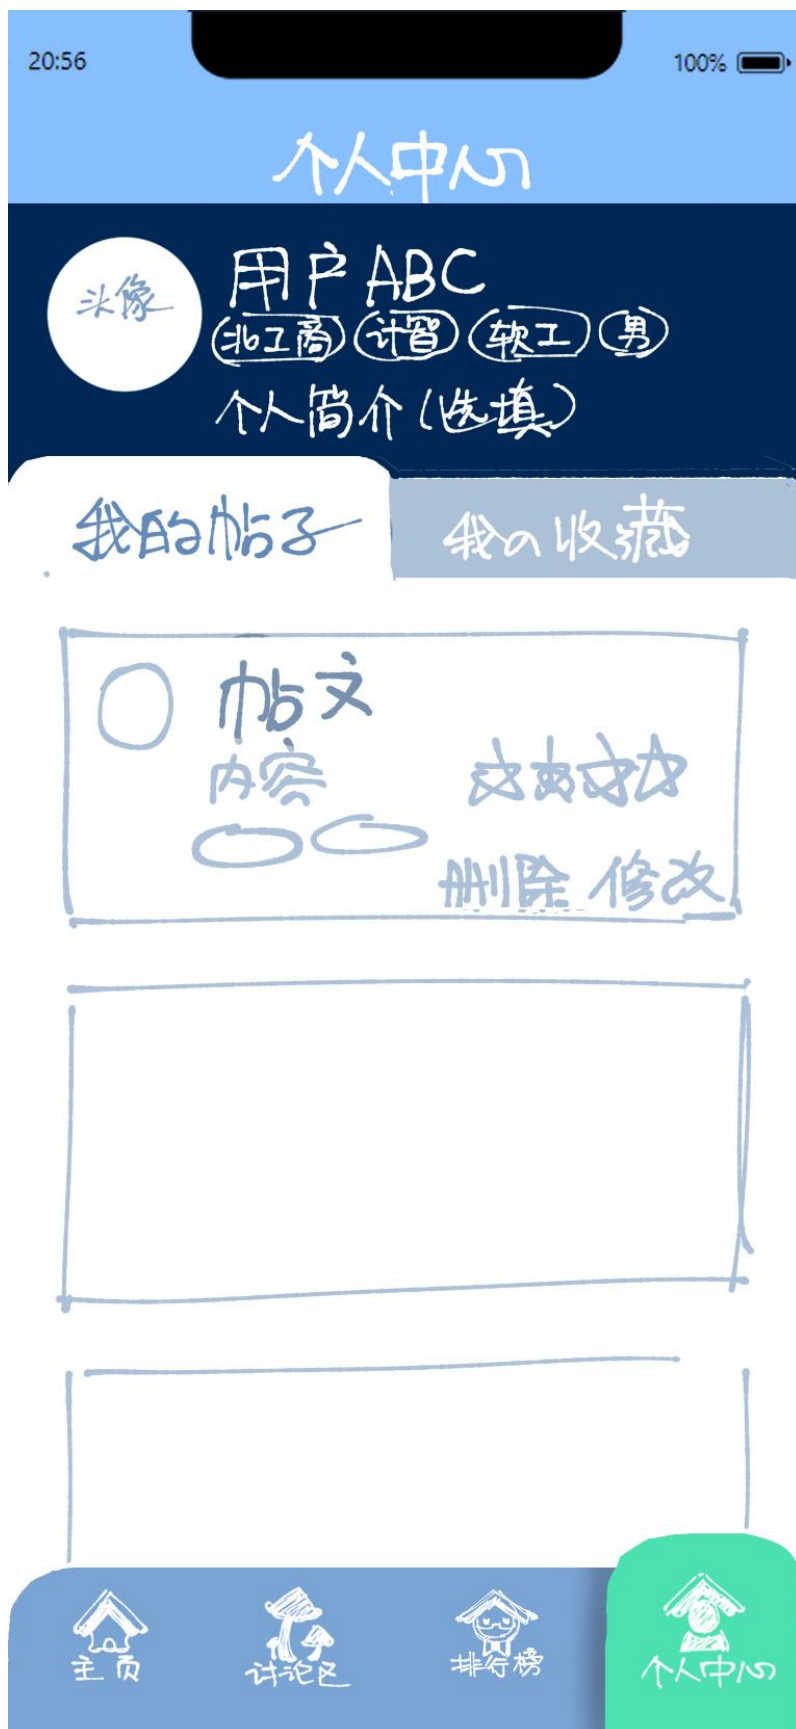 20:56 100%
个人中心
头像 用户ABC
北工商 计智 软工 男
个人简介(选填)
我的帖子 我の收藏
帖文
内容
删除 修改
主页 讨论区 排行榜 个人中心